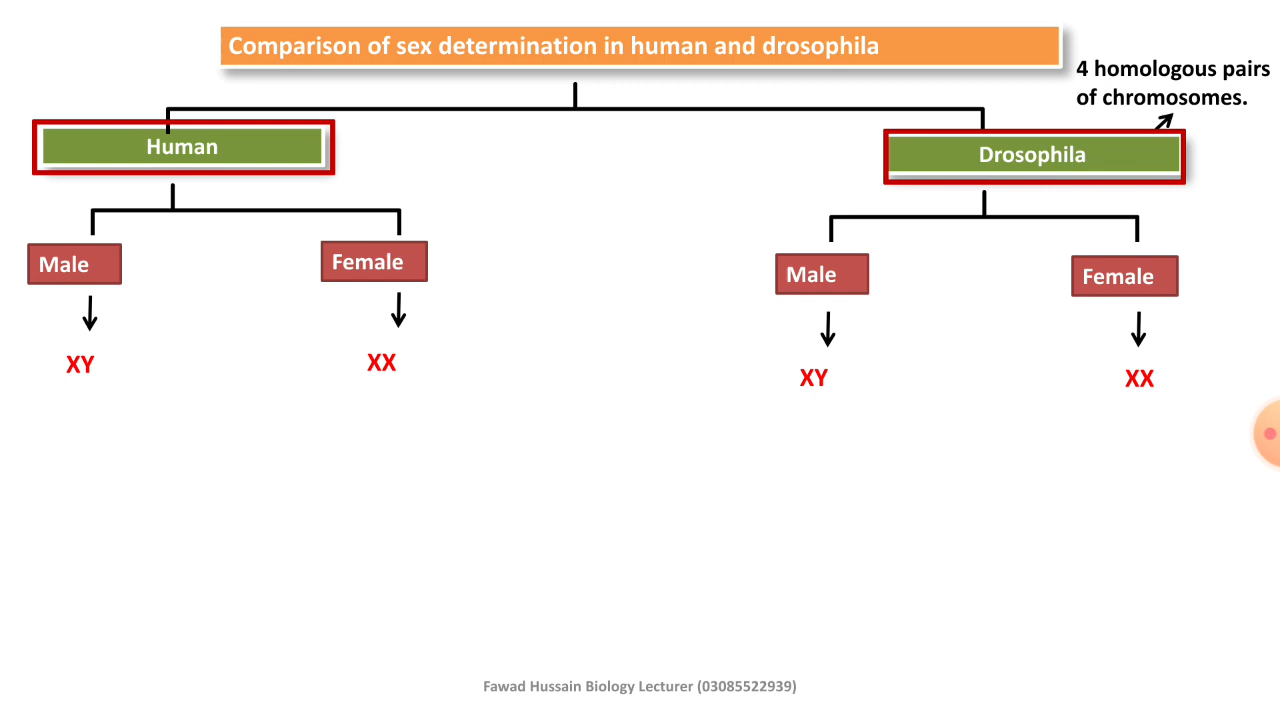 Comparison of sex determination in human and drosophila
4 homologous pairs
of chromosomes.
Human
Drosophila
Male
Female
Male
Female
XY
XX
XY
XX
Fawad Hussain Biology Lecturer (03085522939)